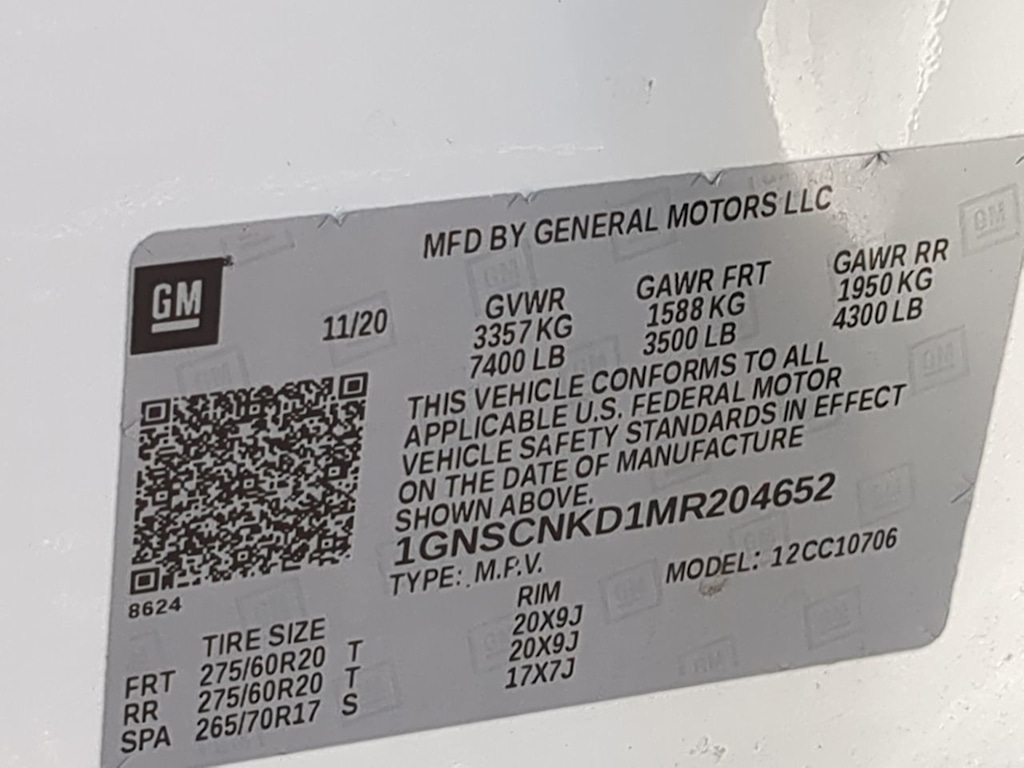 MFD BY GENERAL MOTORS LLC
GM
11/20
GVWR GAWR FRT GAWR RR
3357 KG 1588 KG 1950 KG
7400 LB 3500 LB 4300 LB
THIS VEHICLE CONFORMS TO ALL
APPLICABLE U.S. FEDERAL MOTOR
VEHICLE SAFETY STANDARDS IN EFFECT
ON THE DATE OF MANUFACTURE
SHOWN ABOVE.
1GNSCNKD1MR204652
TYPE: M.P.V. MODEL: 12CC10706
8624
TIRE SIZE RIM
FRT 275/60R20 T 20X9J
RR 275/60R20 T 20X9J
SPA 265/70R17 S 17X7J